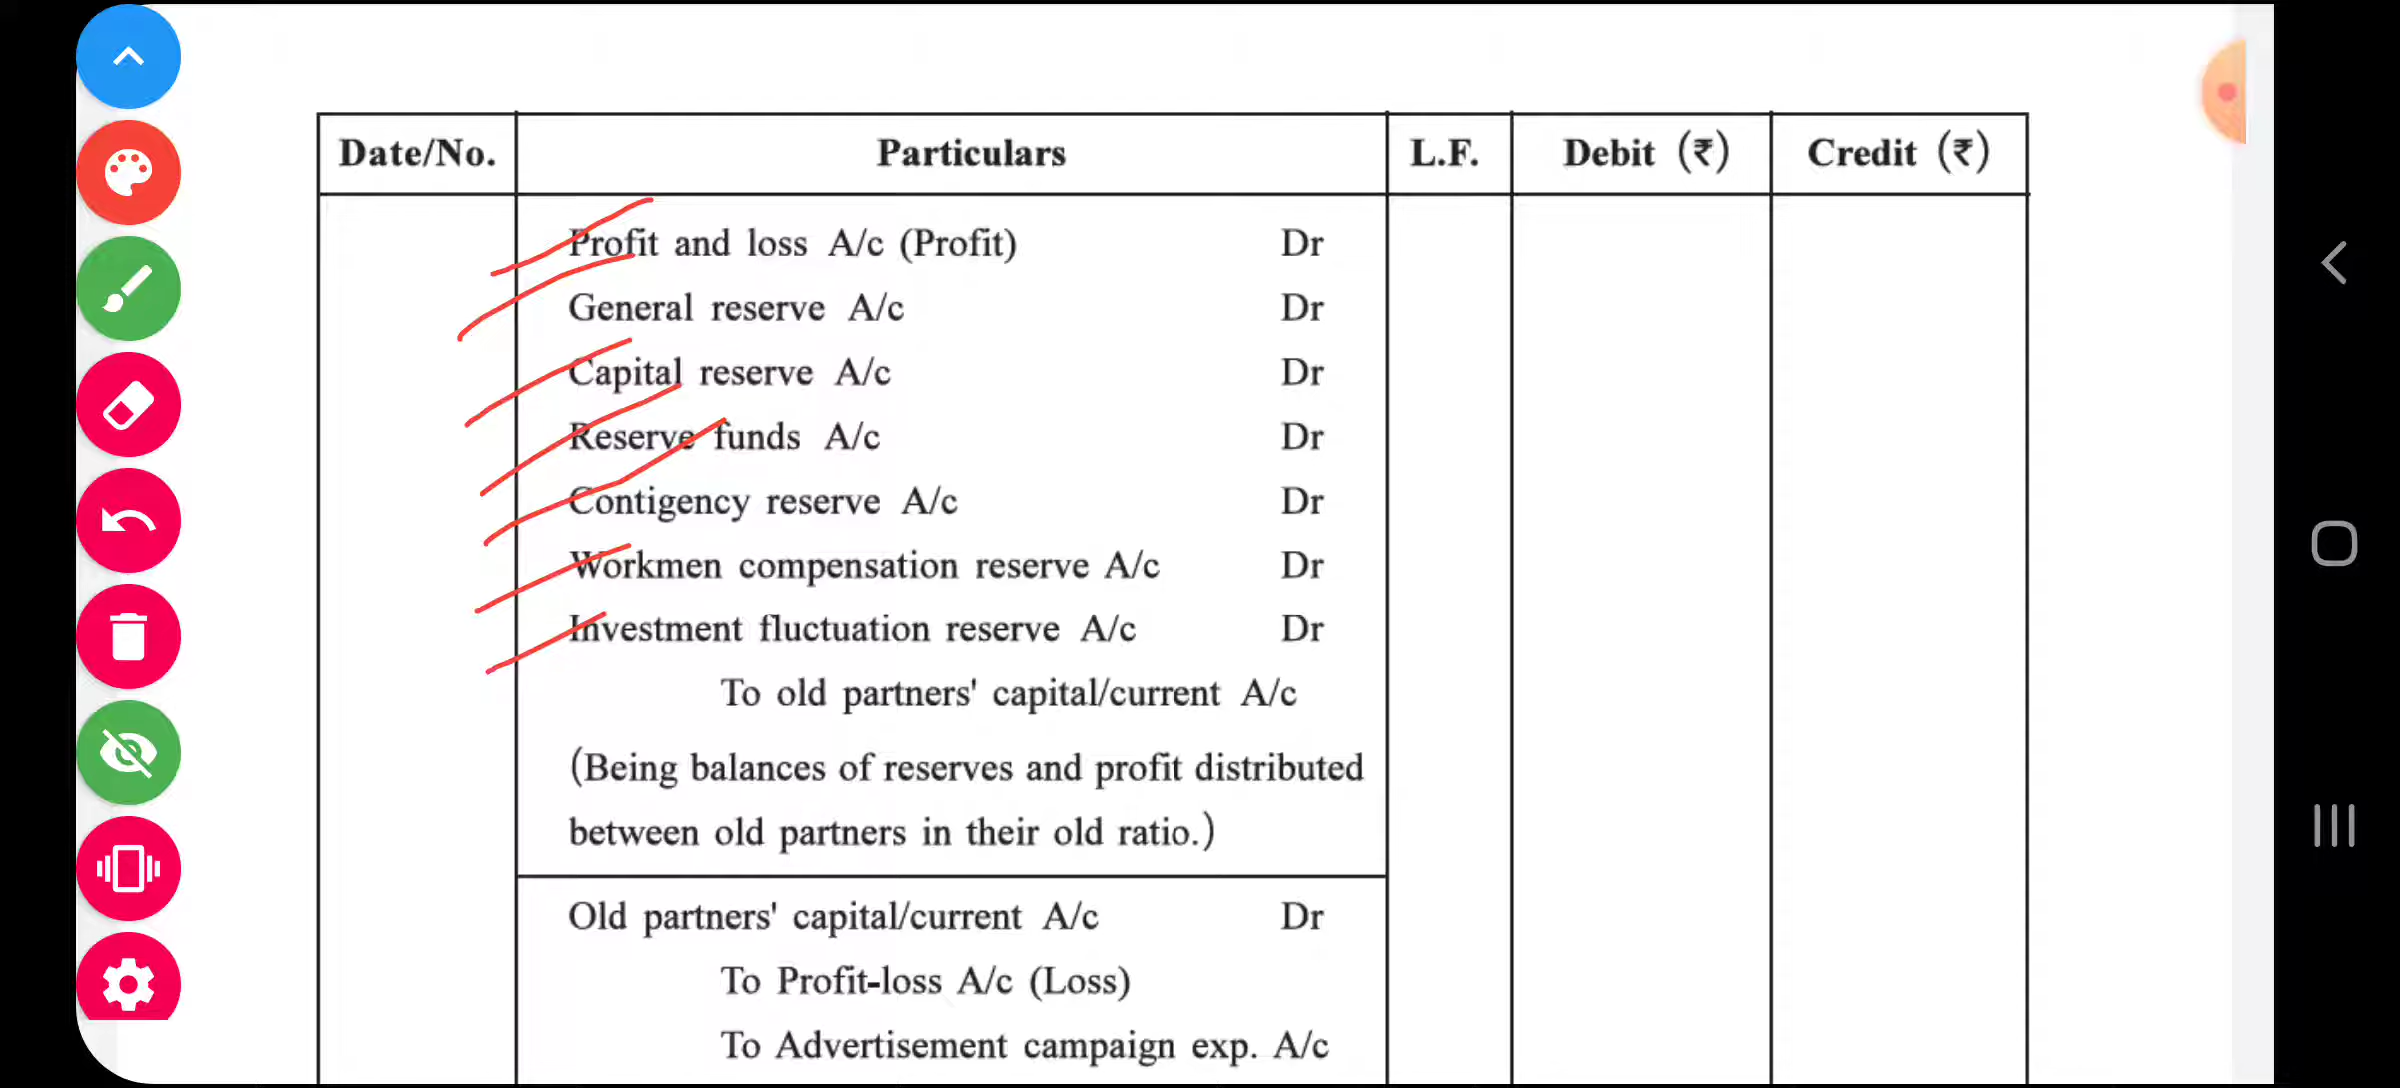 Date/No. Particulars L.F. Debit (₹) Credit (₹)
Profit and loss A/c (Profit) Dr
General reserve A/c Dr
Capital reserve A/c Dr
Reserve funds A/c Dr
Contigency reserve A/c Dr
Workmen compensation reserve A/c Dr
Investment fluctuation reserve A/c Dr
To old partners' capital/current A/c
(Being balances of reserves and profit distributed
between old partners in their old ratio.)
Old partners' capital/current A/c Dr
To Profit-loss A/c (Loss)
To Advertisement campaign exp. A/c